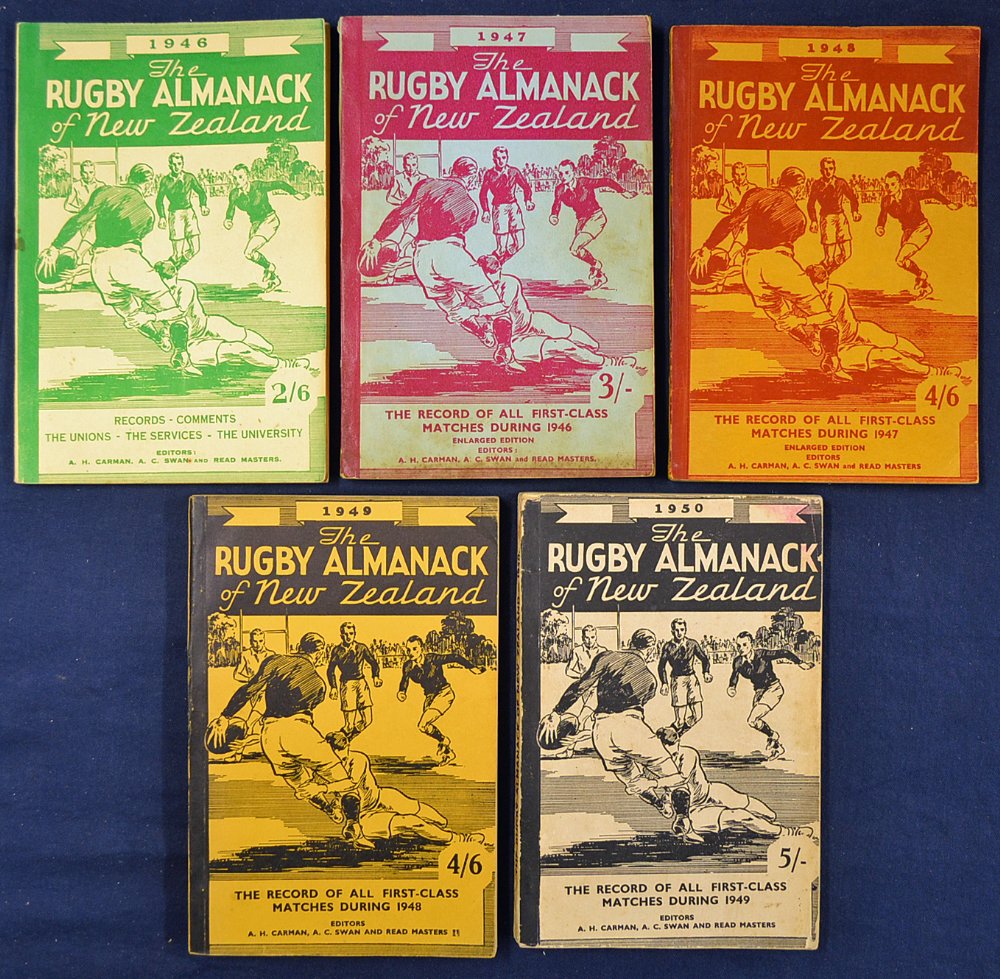 1946
The
RUGBY ALMANACK
of New Zealand
2/6
RECORDS - COMMENTS
THE UNIONS - THE SERVICES - THE UNIVERSITY
EDITORS:
A. H. CARMAN, A. C. SWAN AND READ MASTERS.
1947
The
RUGBY ALMANACK
of New Zealand
3/-
THE RECORD OF ALL FIRST-CLASS
MATCHES DURING 1946
ENLARGED EDITION
EDITORS:
A. H. CARMAN, A. C. SWAN and READ MASTERS.
1948
The
RUGBY ALMANACK
of New Zealand
4/6
THE RECORD OF ALL FIRST-CLASS
MATCHES DURING 1947
ENLARGED EDITION
EDITORS
A. H. CARMAN, A. C. SWAN and READ MASTERS
1949
The
RUGBY ALMANACK
of New Zealand
4/6
THE RECORD OF ALL FIRST-CLASS
MATCHES DURING 1948
EDITORS
A. H. CARMAN, A. C. SWAN AND READ MASTERS
1950
The
RUGBY ALMANACK
of New Zealand
5/-
THE RECORD OF ALL FIRST-CLASS
MATCHES DURING 1949
EDITORS
A. H. CARMAN, A. C. SWAN AND READ MASTERS